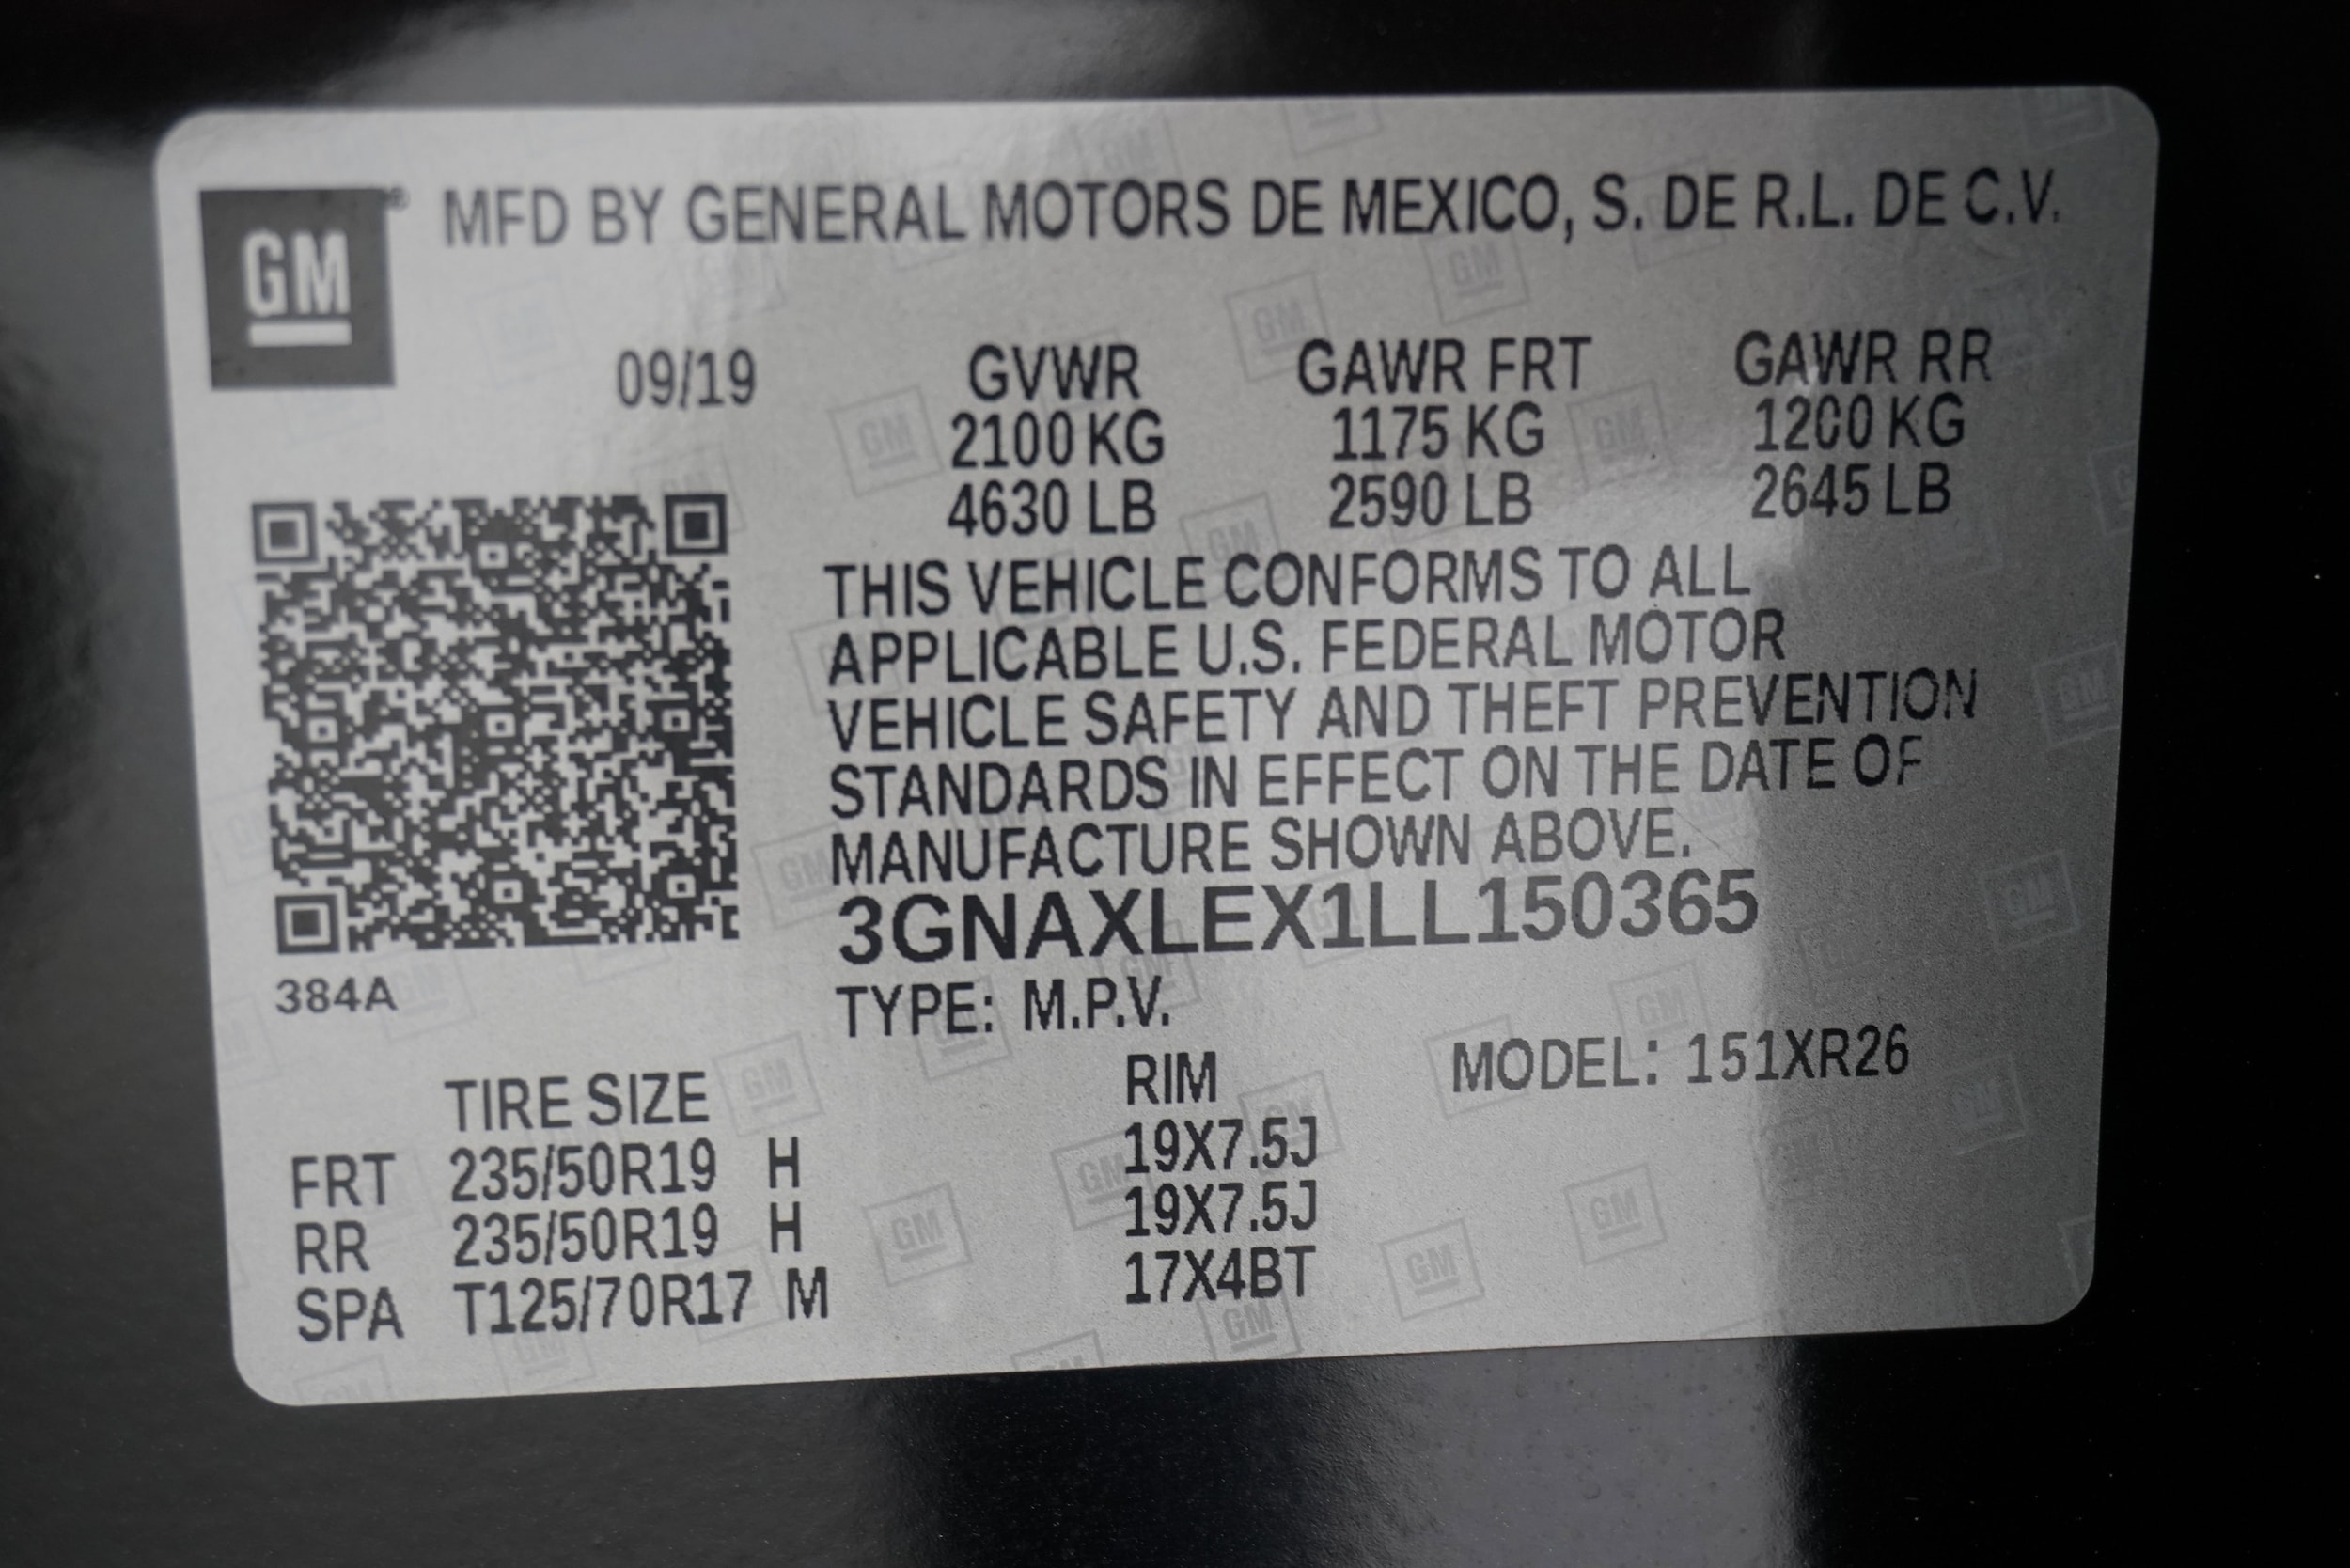 GM ® MFD BY GENERAL MOTORS DE MEXICO, S. DE R.L. DE C.V.
09/19 GVWR GAWR FRT GAWR RR
2100 KG 1175 KG 1200 KG
4630 LB 2590 LB 2645 LB
THIS VEHICLE CONFORMS TO ALL
APPLICABLE U.S. FEDERAL MOTOR
VEHICLE SAFETY AND THEFT PREVENTION
STANDARDS IN EFFECT ON THE DATE OF
MANUFACTURE SHOWN ABOVE.
3GNAXLEX1LL150365
384A
TYPE: M.P.V.
MODEL: 151XR26
TIRE SIZE RIM
FRT 235/50R19 H 19X7.5J
RR 235/50R19 H 19X7.5J
SPA T125/70R17 M 17X4BT